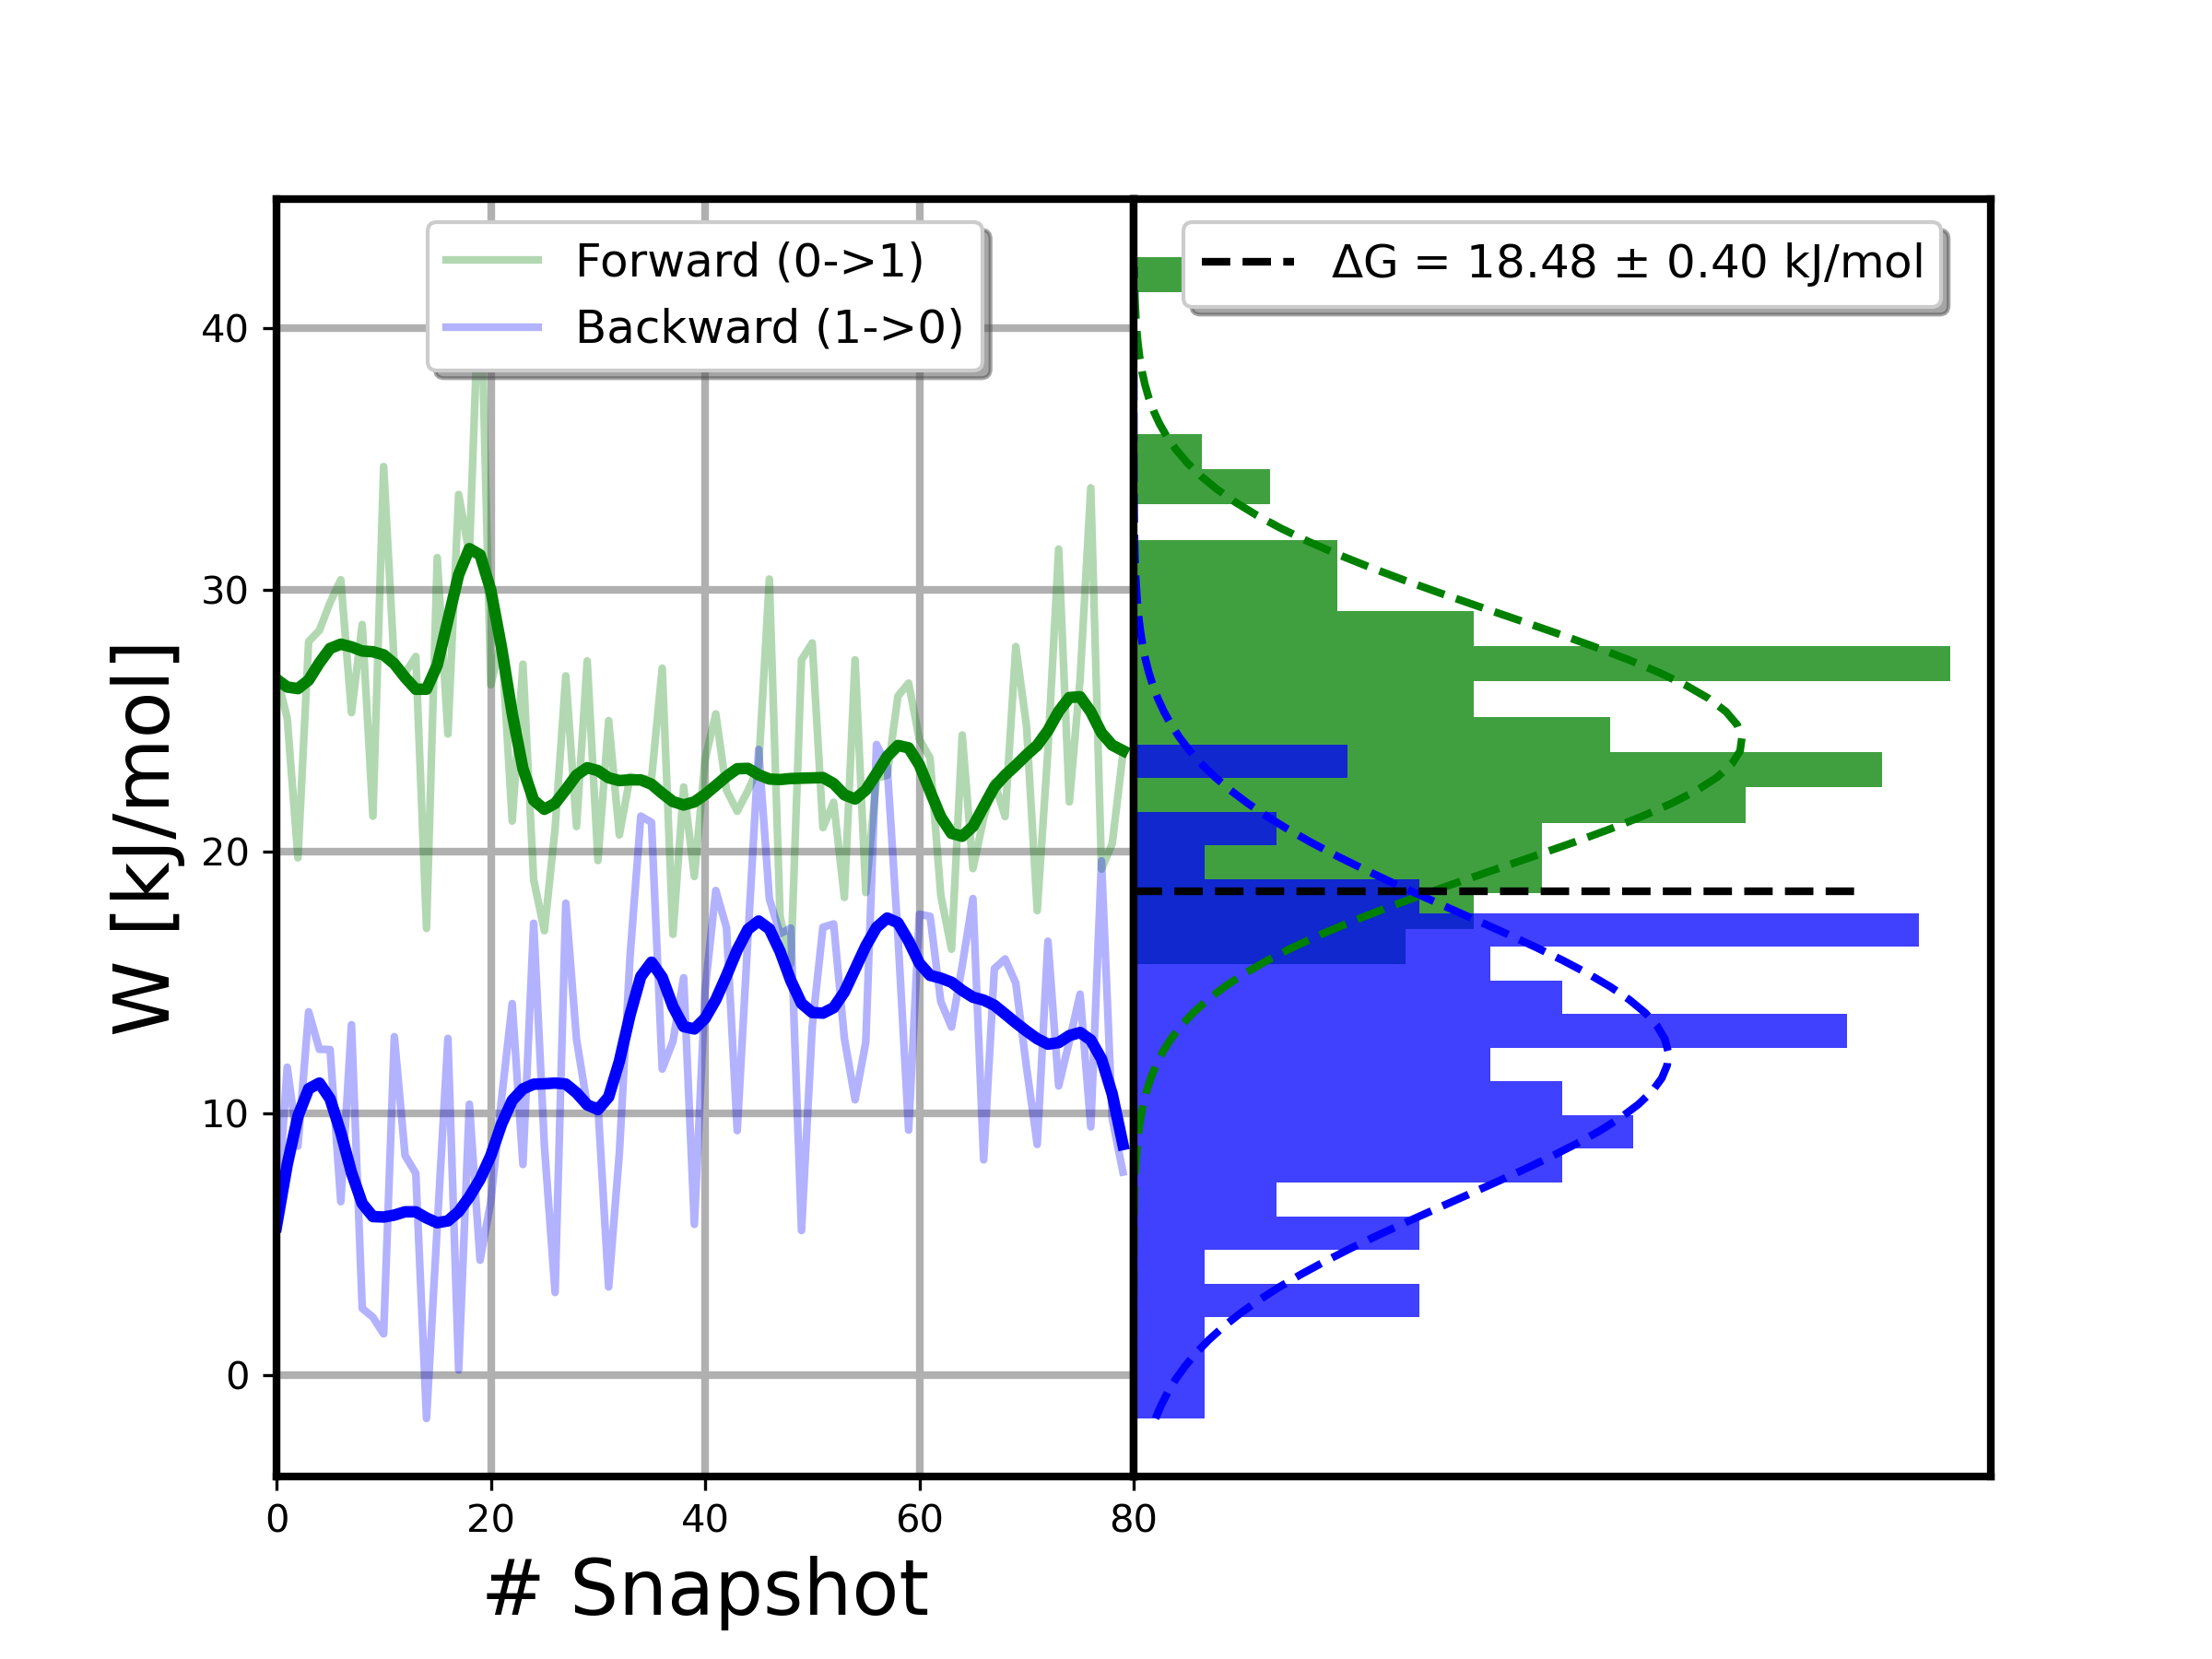 Forward (0->1)
Backward (1->0)
ΔG = 18.48 ± 0.40 kJ/mol
W [kJ/mol]
40
30
20
10
0
0 20 40 60 80
# Snapshot